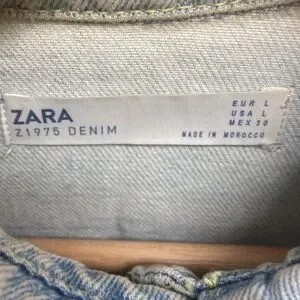 ZARA
Z1975 DENIM
EUR L
USA L
MEX 30
MADE IN MOROCCO